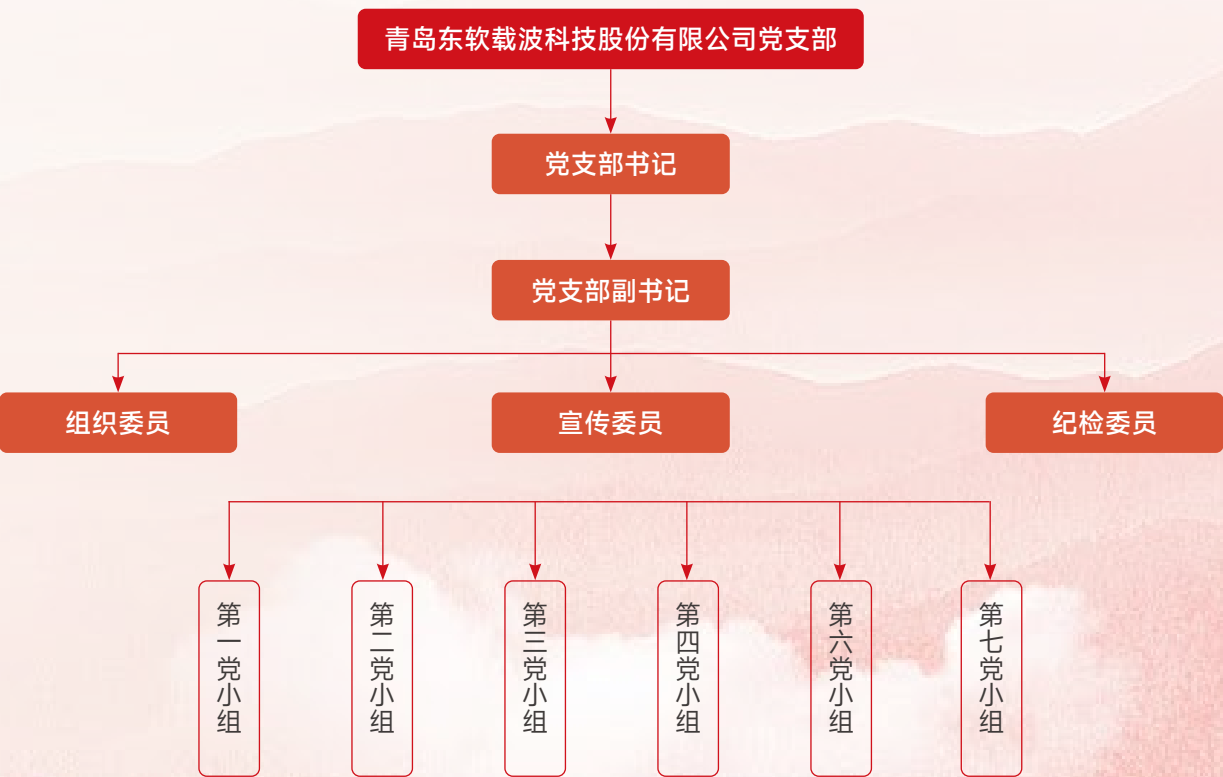 青岛东软载波科技股份有限公司党支部
党支部书记
党支部副书记
组织委员
宣传委员
纪检委员
第一党小组
第二党小组
第三党小组
第四党小组
第六党小组
第七党小组